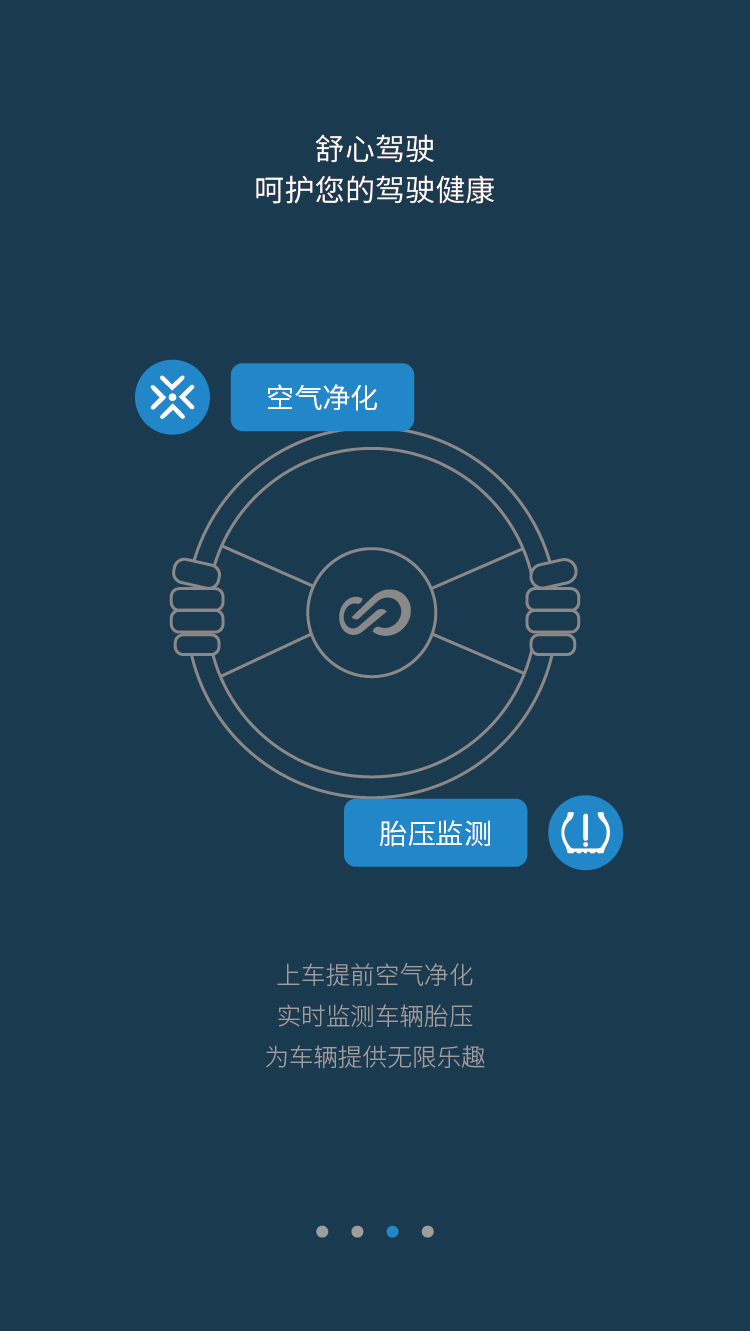 舒心驾驶
呵护您的驾驶健康
空气净化
胎压监测
上车提前空气净化
实时监测车辆胎压
为车辆提供无限乐趣